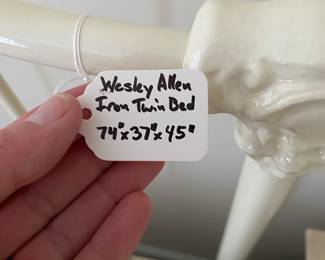 Wesley Allen
Iron Twin Bed
74"x37"x45"